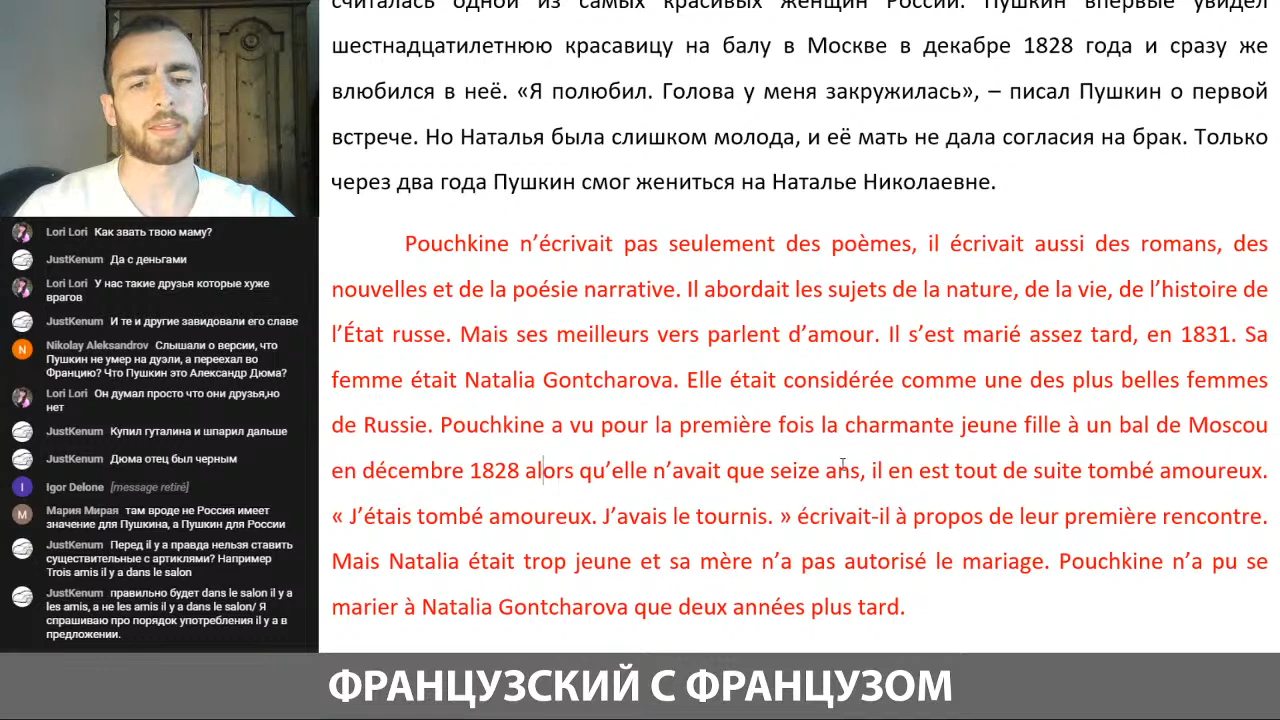 считалась одной из самых красивых женщин России. Пушкин впервые увидел
шестнадцатилетнюю красавицу на балу в Москве в декабре 1828 года и сразу же
влюбился в неё. «Я полюбил. Голова у меня закружилась», – писал Пушкин о первой
встрече. Но Наталья была слишком молода, и её мать не дала согласия на брак. Только
через два года Пушкин смог жениться на Наталье Николаевне.
Pouchkine n’écrivait pas seulement des poèmes, il écrivait aussi des romans, des
nouvelles et de la poésie narrative. Il abordait les sujets de la nature, de la vie, de l’histoire de
l’État russe. Mais ses meilleurs vers parlent d’amour. Il s’est marié assez tard, en 1831. Sa
femme était Natalia Gontcharova. Elle était considérée comme une des plus belles femmes
de Russie. Pouchkine a vu pour la première fois la charmante jeune fille à un bal de Moscou
en décembre 1828 alors qu’elle n’avait que seize ans, il en est tout de suite tombé amoureux.
« J’étais tombé amoureux. J’avais le tournis. » écrivait-il à propos de leur première rencontre.
Mais Natalia était trop jeune et sa mère n’a pas autorisé le mariage. Pouchkine n’a pu se
marier à Natalia Gontcharova que deux années plus tard.
Lori Lori Как звать твою маму?
JustKenum Да с деньгами
Lori Lori У нас такие друзья которые хуже
врагов
JustKenum И те и другие завидовали его славе
N Nikolay Aleksandrov Слышали о версии, что
Пушкин не умер на дуэли, а переехал во
Францию? Что Пушкин это Александр Дюма?
Lori Lori Он думал просто что они друзья,но
нет
JustKenum Купил гуталина и шпарил дальше
JustKenum Дюма отец был черным
I Igor Delone [message retiré]
М Мария Мирая там вроде не Россия имеет
значение для Пушкина, а Пушкин для России
JustKenum Перед il y a правда нельзя ставить
существительные с артиклями? Например
Trois amis il y a dans le salon
JustKenum правильно будет dans le salon il y a
les amis, а не les amis il y a dans le salon/ Я
спрашиваю про порядок употребления il y a в
предложении.
ФРАНЦУЗСКИЙ С ФРАНЦУЗОМ